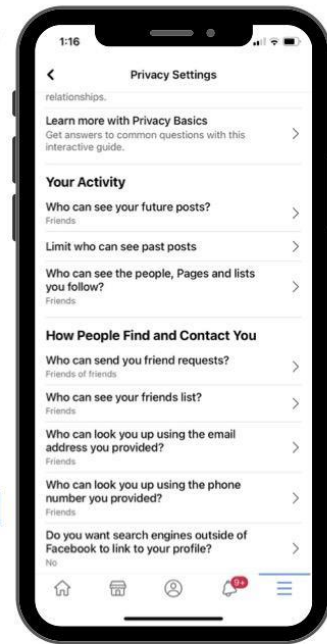 1:16
Privacy Settings
relationships.
Learn more with Privacy Basics
Get answers to common questions with this
interactive guide.
Your Activity
Who can see your future posts?
Friends
Limit who can see past posts
Who can see the people, Pages and lists
you follow?
Friends
How People Find and Contact You
Who can send you friend requests?
Friends of friends
Who can see your friends list?
Friends
Who can look you up using the email
address you provided?
Friends
Who can look you up using the phone
number you provided?
Friends
Do you want search engines outside of
Facebook to link to your profile?
No
9+